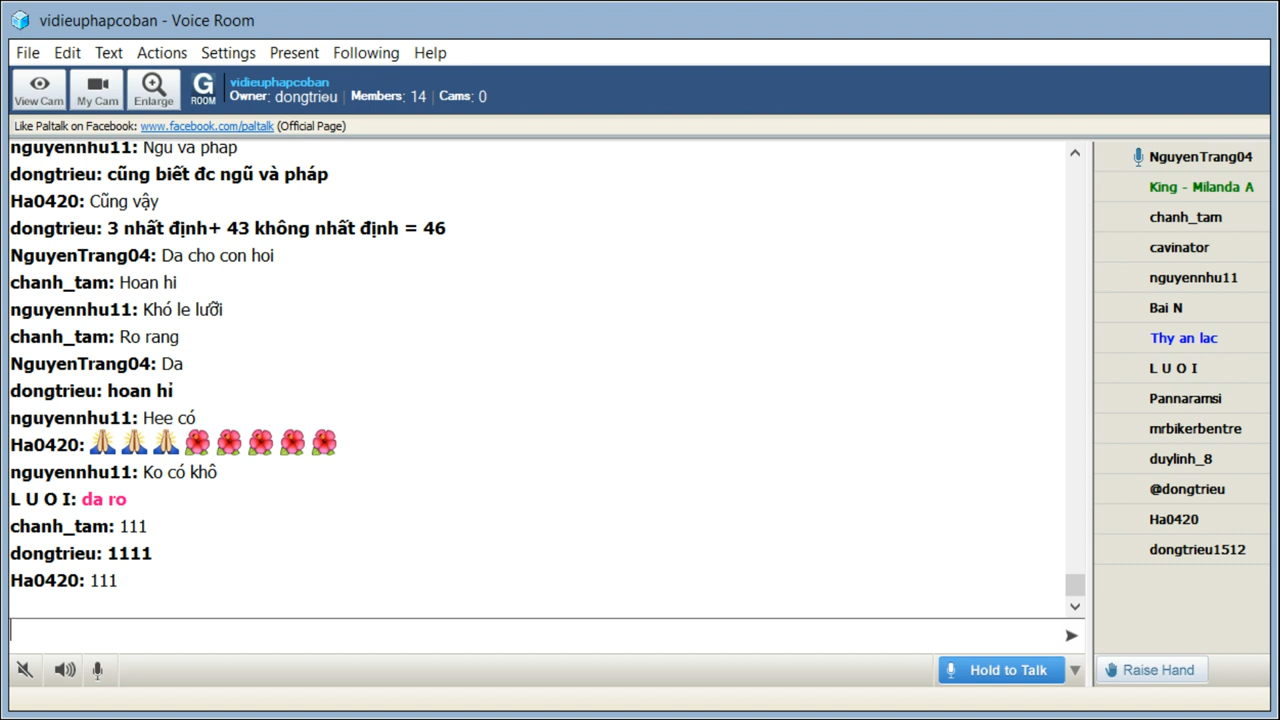 vidieuphapcoban - Voice Room
File Edit Text Actions Settings Present Following Help
View Cam My Cam Enlarge G ROOM
vidieuphapcoban
Owner: dongtrieu | Members: 14 | Cams: 0
Like Paltalk on Facebook: www.facebook.com/paltalk (Official Page)
nguyennhu11: Ngu va phap
dongtrieu: cũng biết đc ngũ và pháp
Ha0420: Cũng vậy
dongtrieu: 3 nhất định+ 43 không nhất định = 46
NguyenTrang04: Da cho con hoi
chanh_tam: Hoan hi
nguyennhu11: Khó le lưỡi
chanh_tam: Ro rang
NguyenTrang04: Da
dongtrieu: hoan hỉ
nguyennhu11: Hee có
Ha0420: 🙏🙏🙏🌺🌺🌺🌺🌺
nguyennhu11: Ko có khô
L U O I: da ro
chanh_tam: 111
dongtrieu: 1111
Ha0420: 111
NguyenTrang04
King - Milanda A
chanh_tam
cavinator
nguyennhu11
Bai N
Thy an lac
L U O I
Pannaramsi
mrbikerbentre
duylinh_8
@dongtrieu
Ha0420
dongtrieu1512
Hold to Talk
Raise Hand